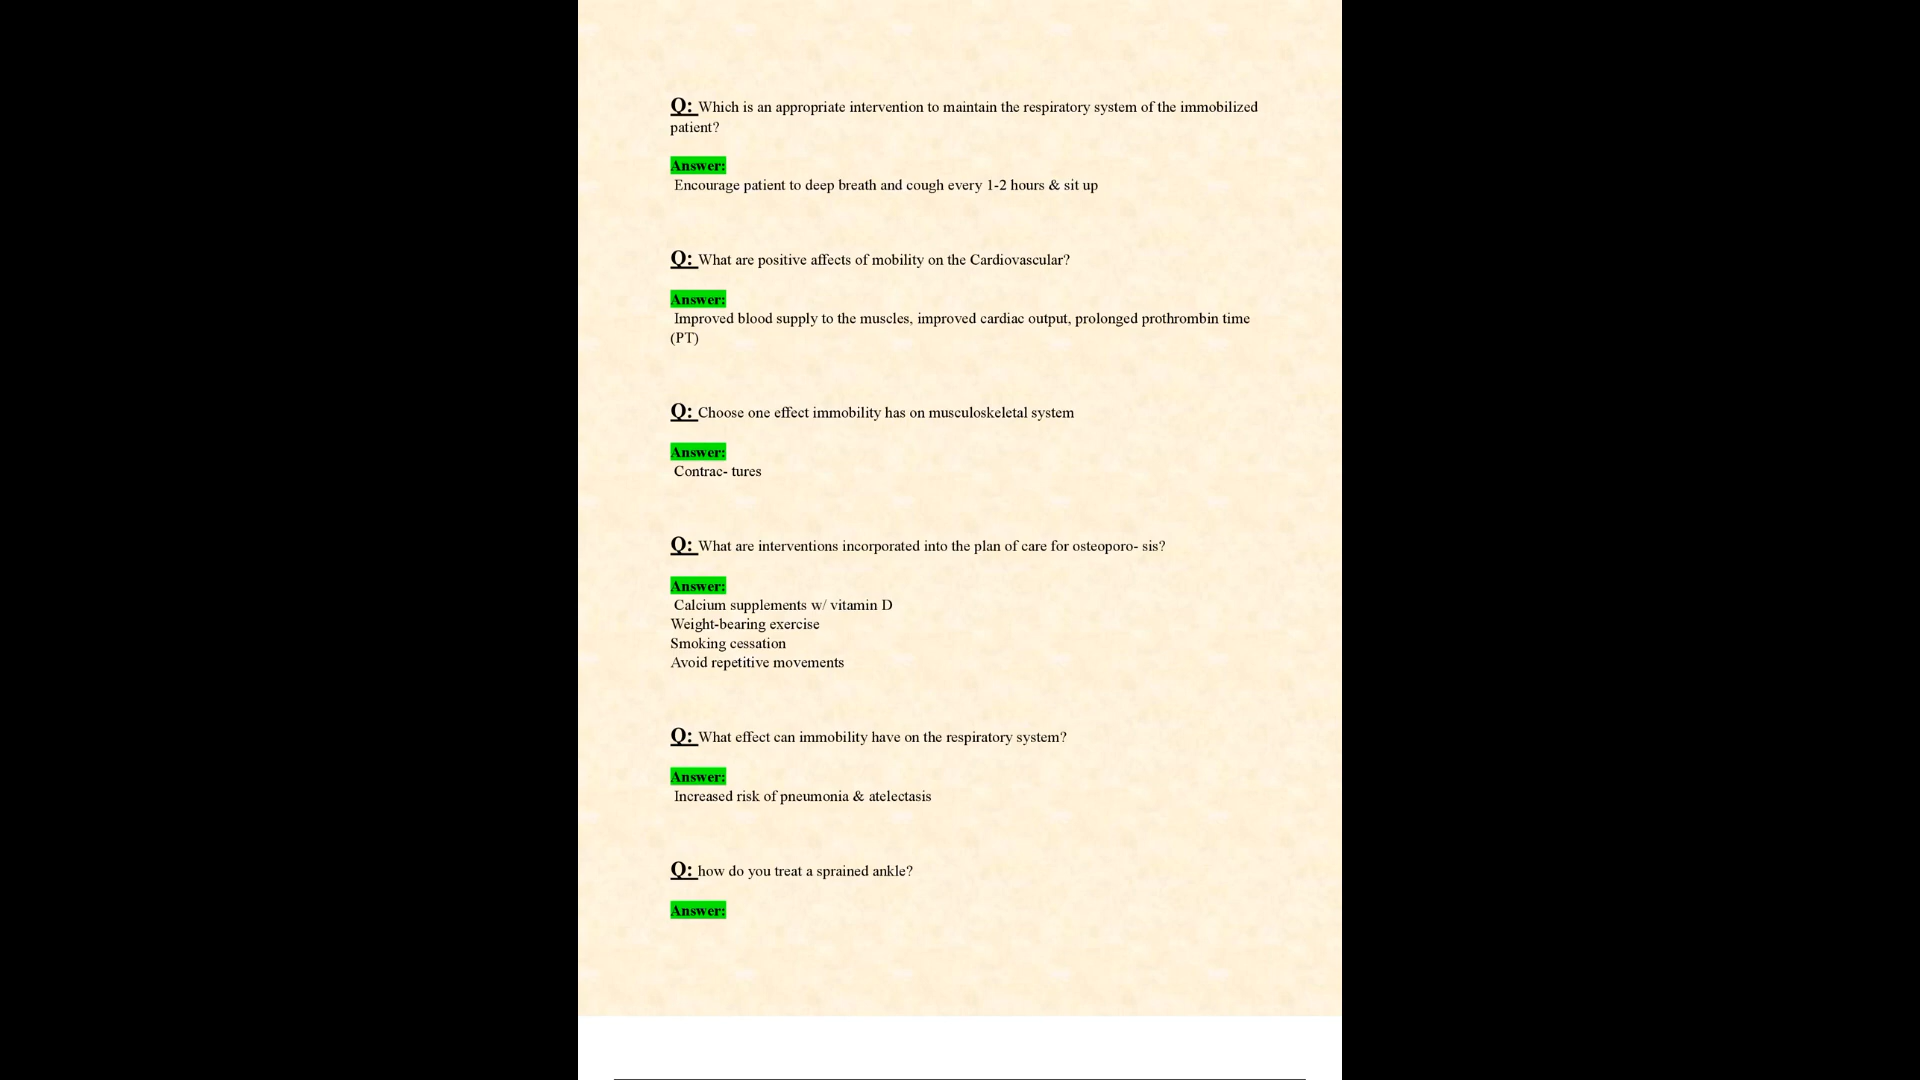 Q: Which is an appropriate intervention to maintain the respiratory system of the immobilized
patient?
Answer:
Encourage patient to deep breath and cough every 1-2 hours & sit up
Q: What are positive affects of mobility on the Cardiovascular?
Answer:
Improved blood supply to the muscles, improved cardiac output, prolonged prothrombin time
(PT)
Q: Choose one effect immobility has on musculoskeletal system
Answer:
Contrac- tures
Q: What are interventions incorporated into the plan of care for osteoporo- sis?
Answer:
Calcium supplements w/ vitamin D
Weight-bearing exercise
Smoking cessation
Avoid repetitive movements
Q: What effect can immobility have on the respiratory system?
Answer:
Increased risk of pneumonia & atelectasis
Q: how do you treat a sprained ankle?
Answer: